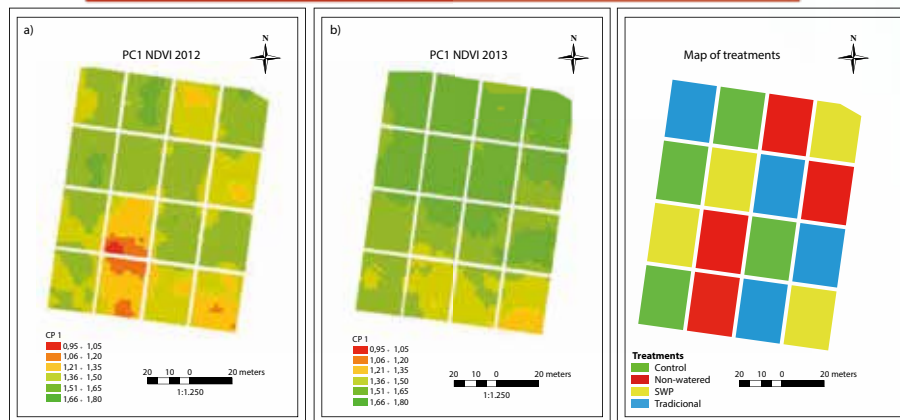 a)
PC1 NDVI 2012
N
CP 1
0,95 - 1,05
1,06 - 1,20
1,21 - 1,35
1,36 - 1,50
1,51 - 1,65
1,66 - 1,80
20 10 0 20 meters
1:1.250
b)
PC1 NDVI 2013
N
CP 1
0,95 - 1,05
1,06 - 1,20
1,21 - 1,35
1,36 - 1,50
1,51 - 1,65
1,66 - 1,80
20 10 0 20 meters
1:1.250
Map of treatments
N
Treatments
Control
Non-watered
SWP
Tradicional
20 10 0 20 meters
1:1.250